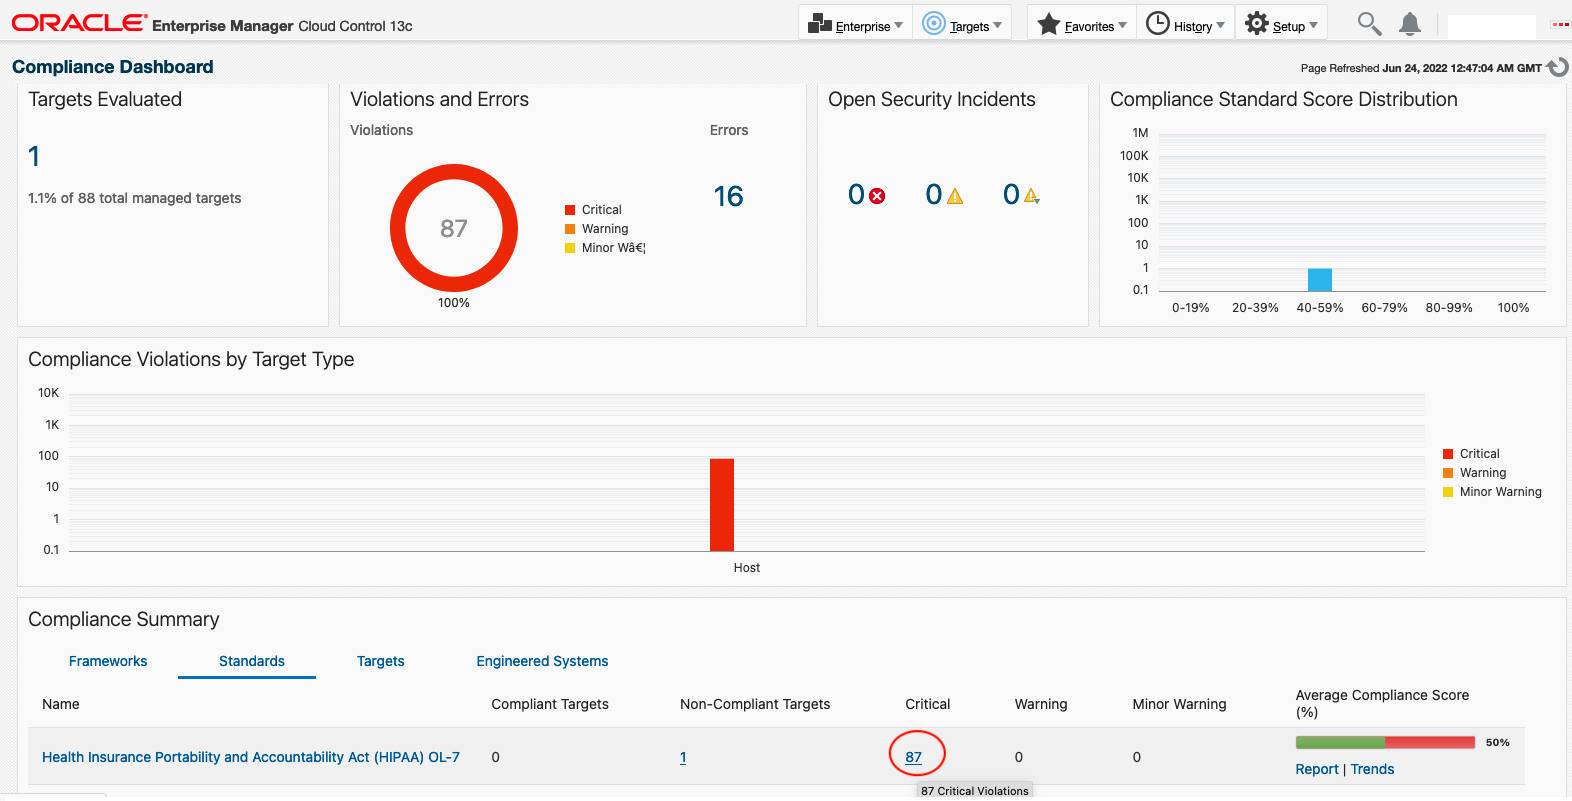 ORACLE® Enterprise Manager Cloud Control 13c
Enterprise
Targets
Favorites
History
Setup
Compliance Dashboard
Page Refreshed Jun 24, 2022 12:47:04 AM GMT
Targets Evaluated
1
1.1% of 88 total managed targets
Violations and Errors
Violations
Errors
87
100%
Critical
Warning
Minor Wâ€¦
16
Open Security Incidents
0
0
0
Compliance Standard Score Distribution
1M
100K
10K
1K
100
10
1
0.1
0-19%
20-39%
40-59%
60-79%
80-99%
100%
Compliance Violations by Target Type
10K
1K
100
10
1
0.1
Host
Critical
Warning
Minor Warning
Compliance Summary
Frameworks
Standards
Targets
Engineered Systems
Name
Compliant Targets
Non-Compliant Targets
Critical
Warning
Minor Warning
Average Compliance Score
(%)
Health Insurance Portability and Accountability Act (HIPAA) OL-7
0
1
87
0
0
50%
Report | Trends
87 Critical Violations